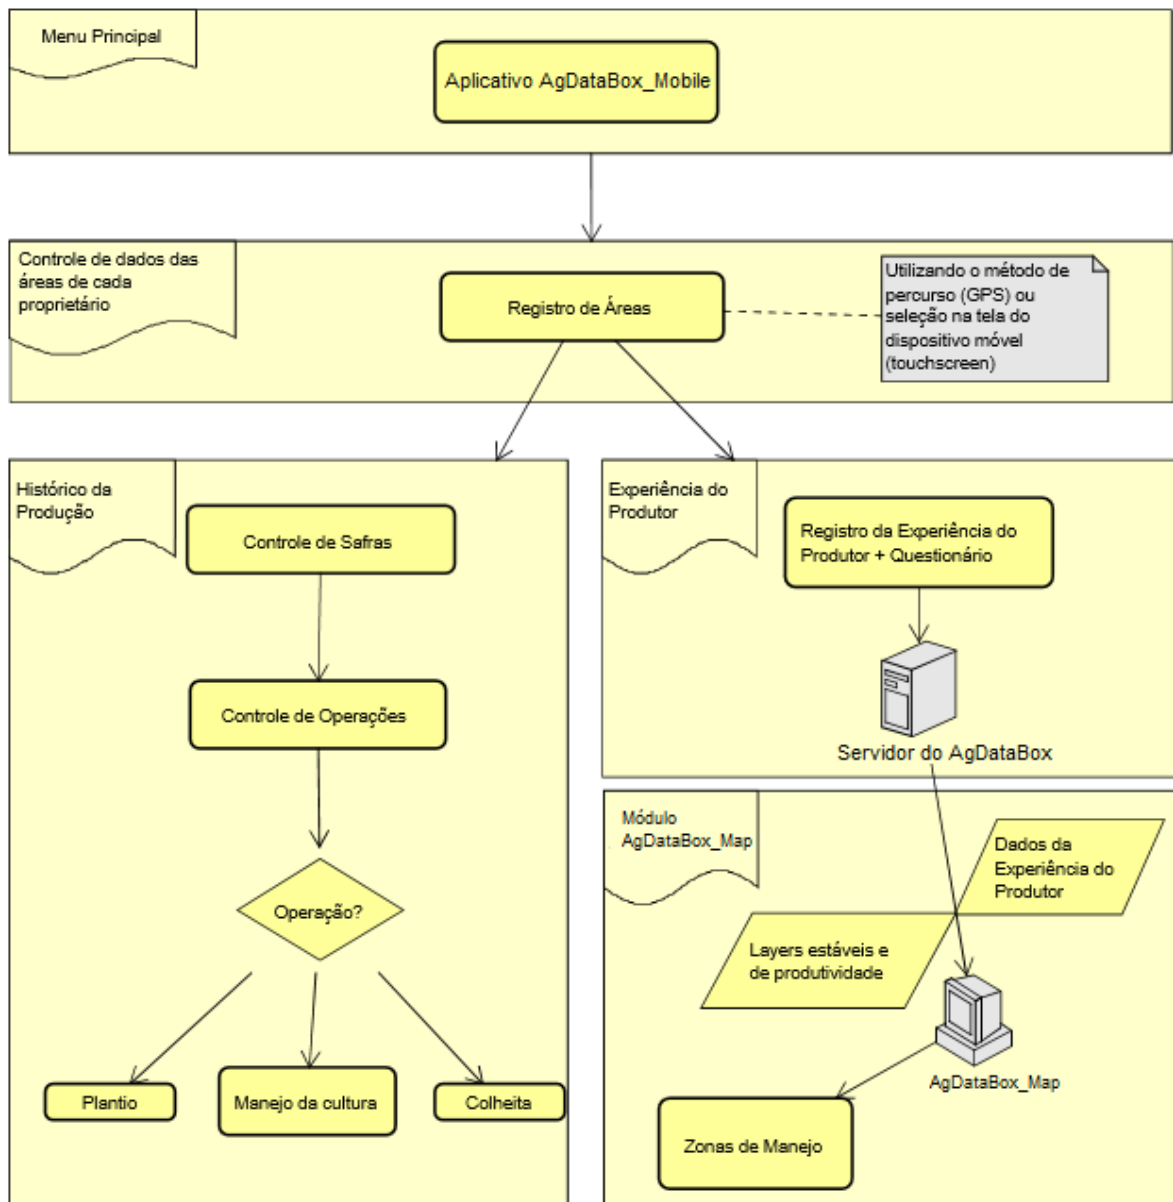 Menu Principal
Aplicativo AgDataBox_Mobile
Controle de dados das
áreas de cada
proprietário
Registro de Áreas
Utilizando o método de
percurso (GPS) ou
seleção na tela do
dispositivo móvel
(touchscreen)
Histórico da
Produção
Controle de Safras
Controle de Operações
Operação?
Plantio
Manejo da cultura
Colheita
Experiência do
Produtor
Registro da Experiência do
Produtor + Questionário
Servidor do AgDataBox
Módulo
AgDataBox_Map
Dados da
Experiência do
Produtor
Layers estáveis e
de produtividade
AgDataBox_Map
Zonas de Manejo